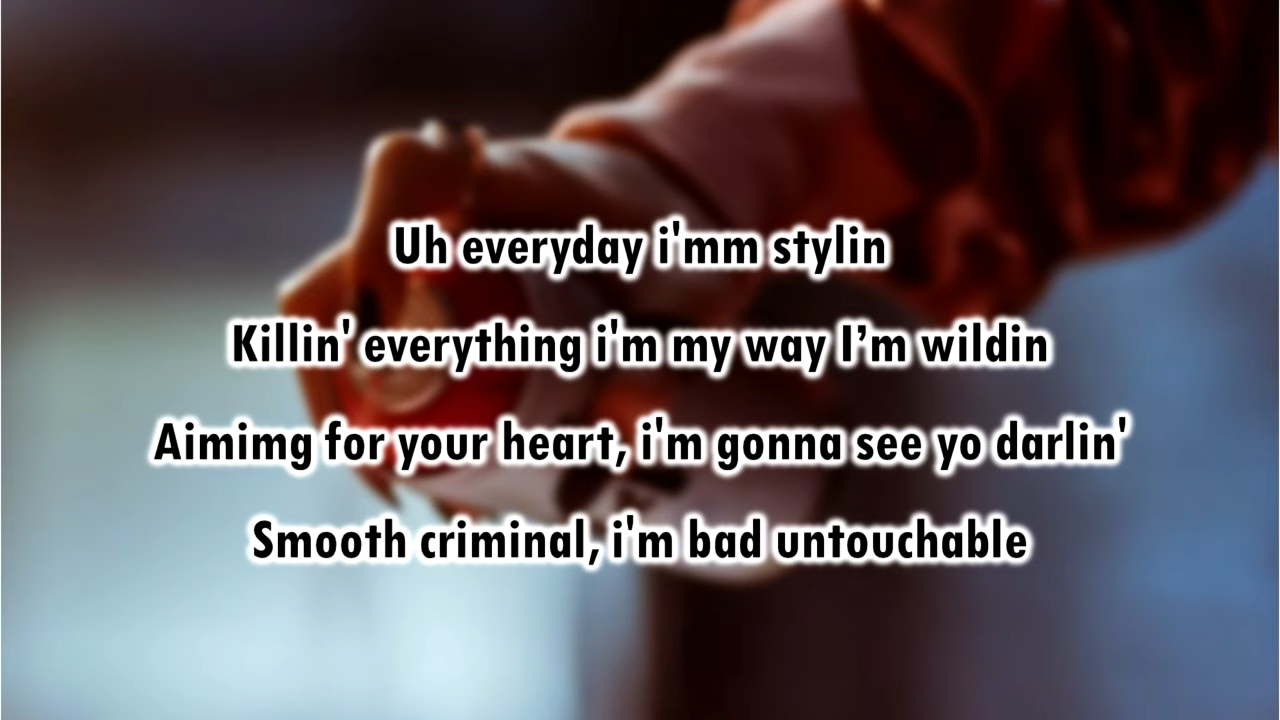 Uh everyday i'mm stylin
Killin' everything i'm my way I’m wildin
Aimimg for your heart, i'm gonna see yo darlin'
Smooth criminal, i'm bad untouchable